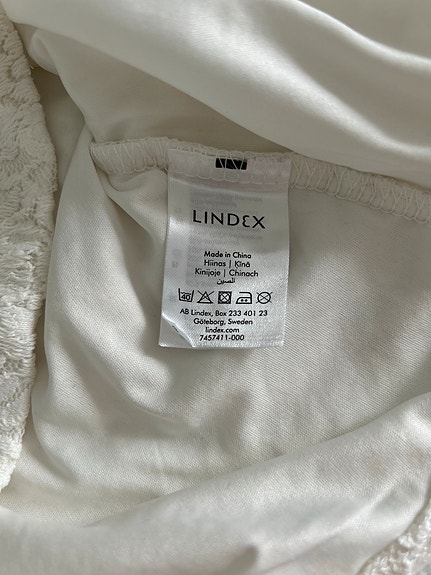 LINDEX
Made in China
Hiinas | Ķīnā
Kinijoje | Chinach
الصين
40
AB Lindex, Box 233 401 23
Göteborg, Sweden
lindex.com
7457411-000